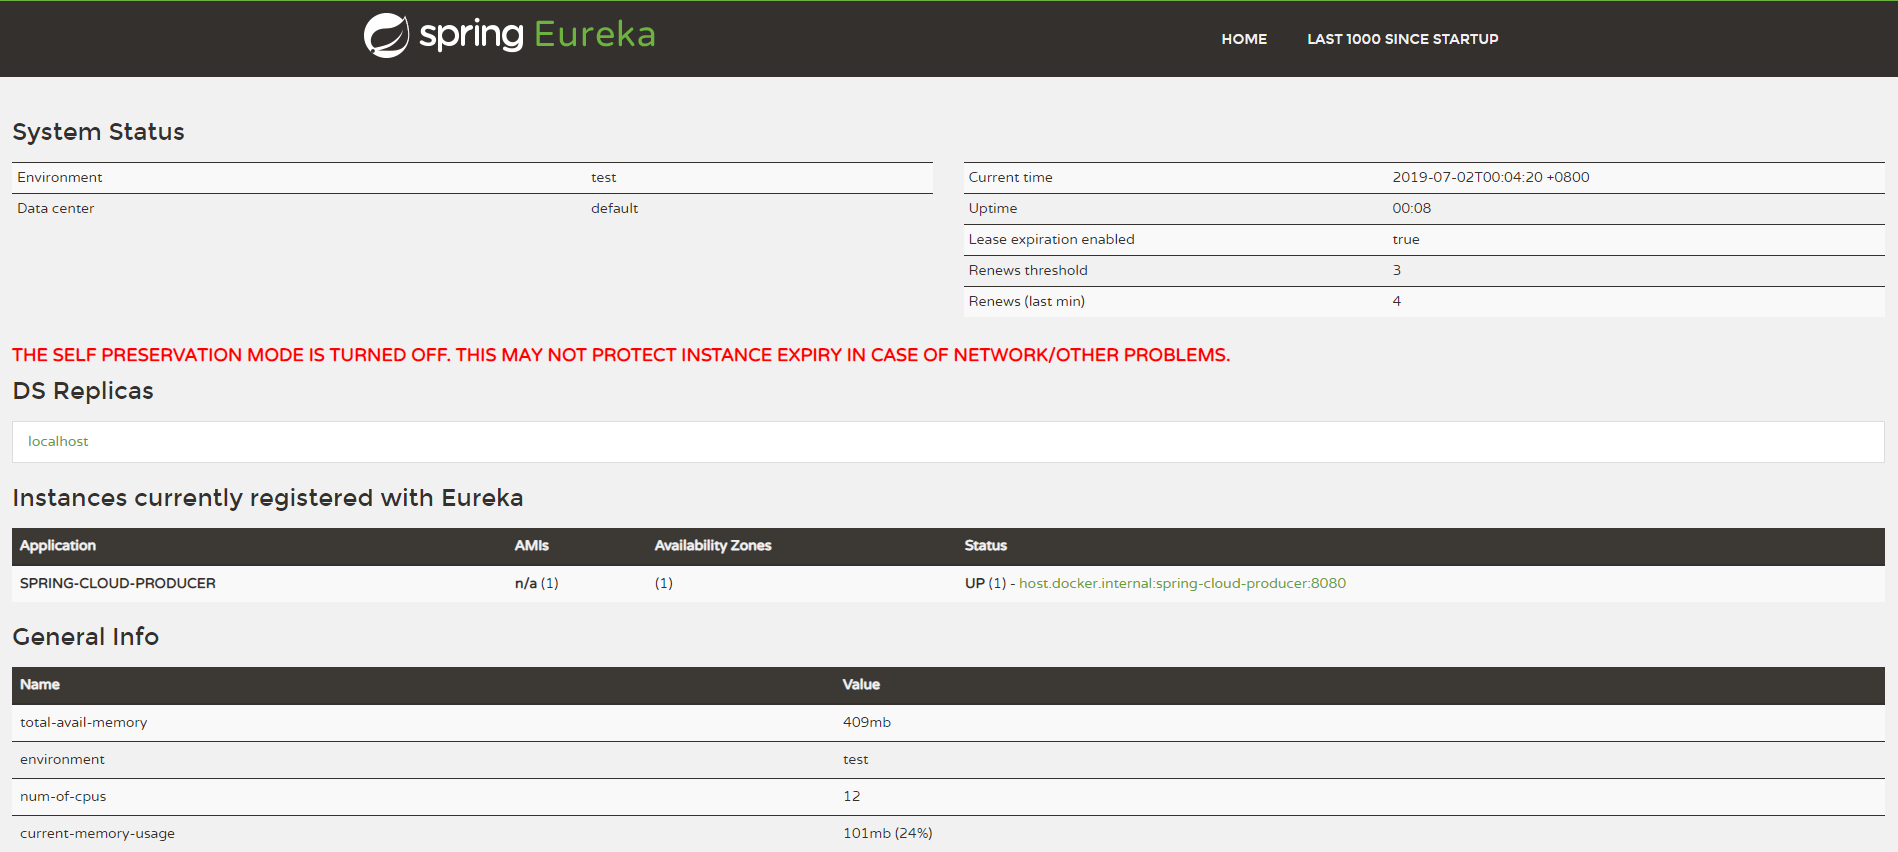 spring Eureka
HOME LAST 1000 SINCE STARTUP
System Status
Environment test
Data center default
Current time 2019-07-02T00:04:20 +0800
Uptime 00:08
Lease expiration enabled true
Renews threshold 3
Renews (last min) 4
THE SELF PRESERVATION MODE IS TURNED OFF. THIS MAY NOT PROTECT INSTANCE EXPIRY IN CASE OF NETWORK/OTHER PROBLEMS.
DS Replicas
localhost
Instances currently registered with Eureka
Application AMIs Availability Zones Status
SPRING-CLOUD-PRODUCER n/a (1) (1) UP (1) - host.docker.internal:spring-cloud-producer:8080
General Info
Name Value
total-avail-memory 409mb
environment test
num-of-cpus 12
current-memory-usage 101mb (24%)